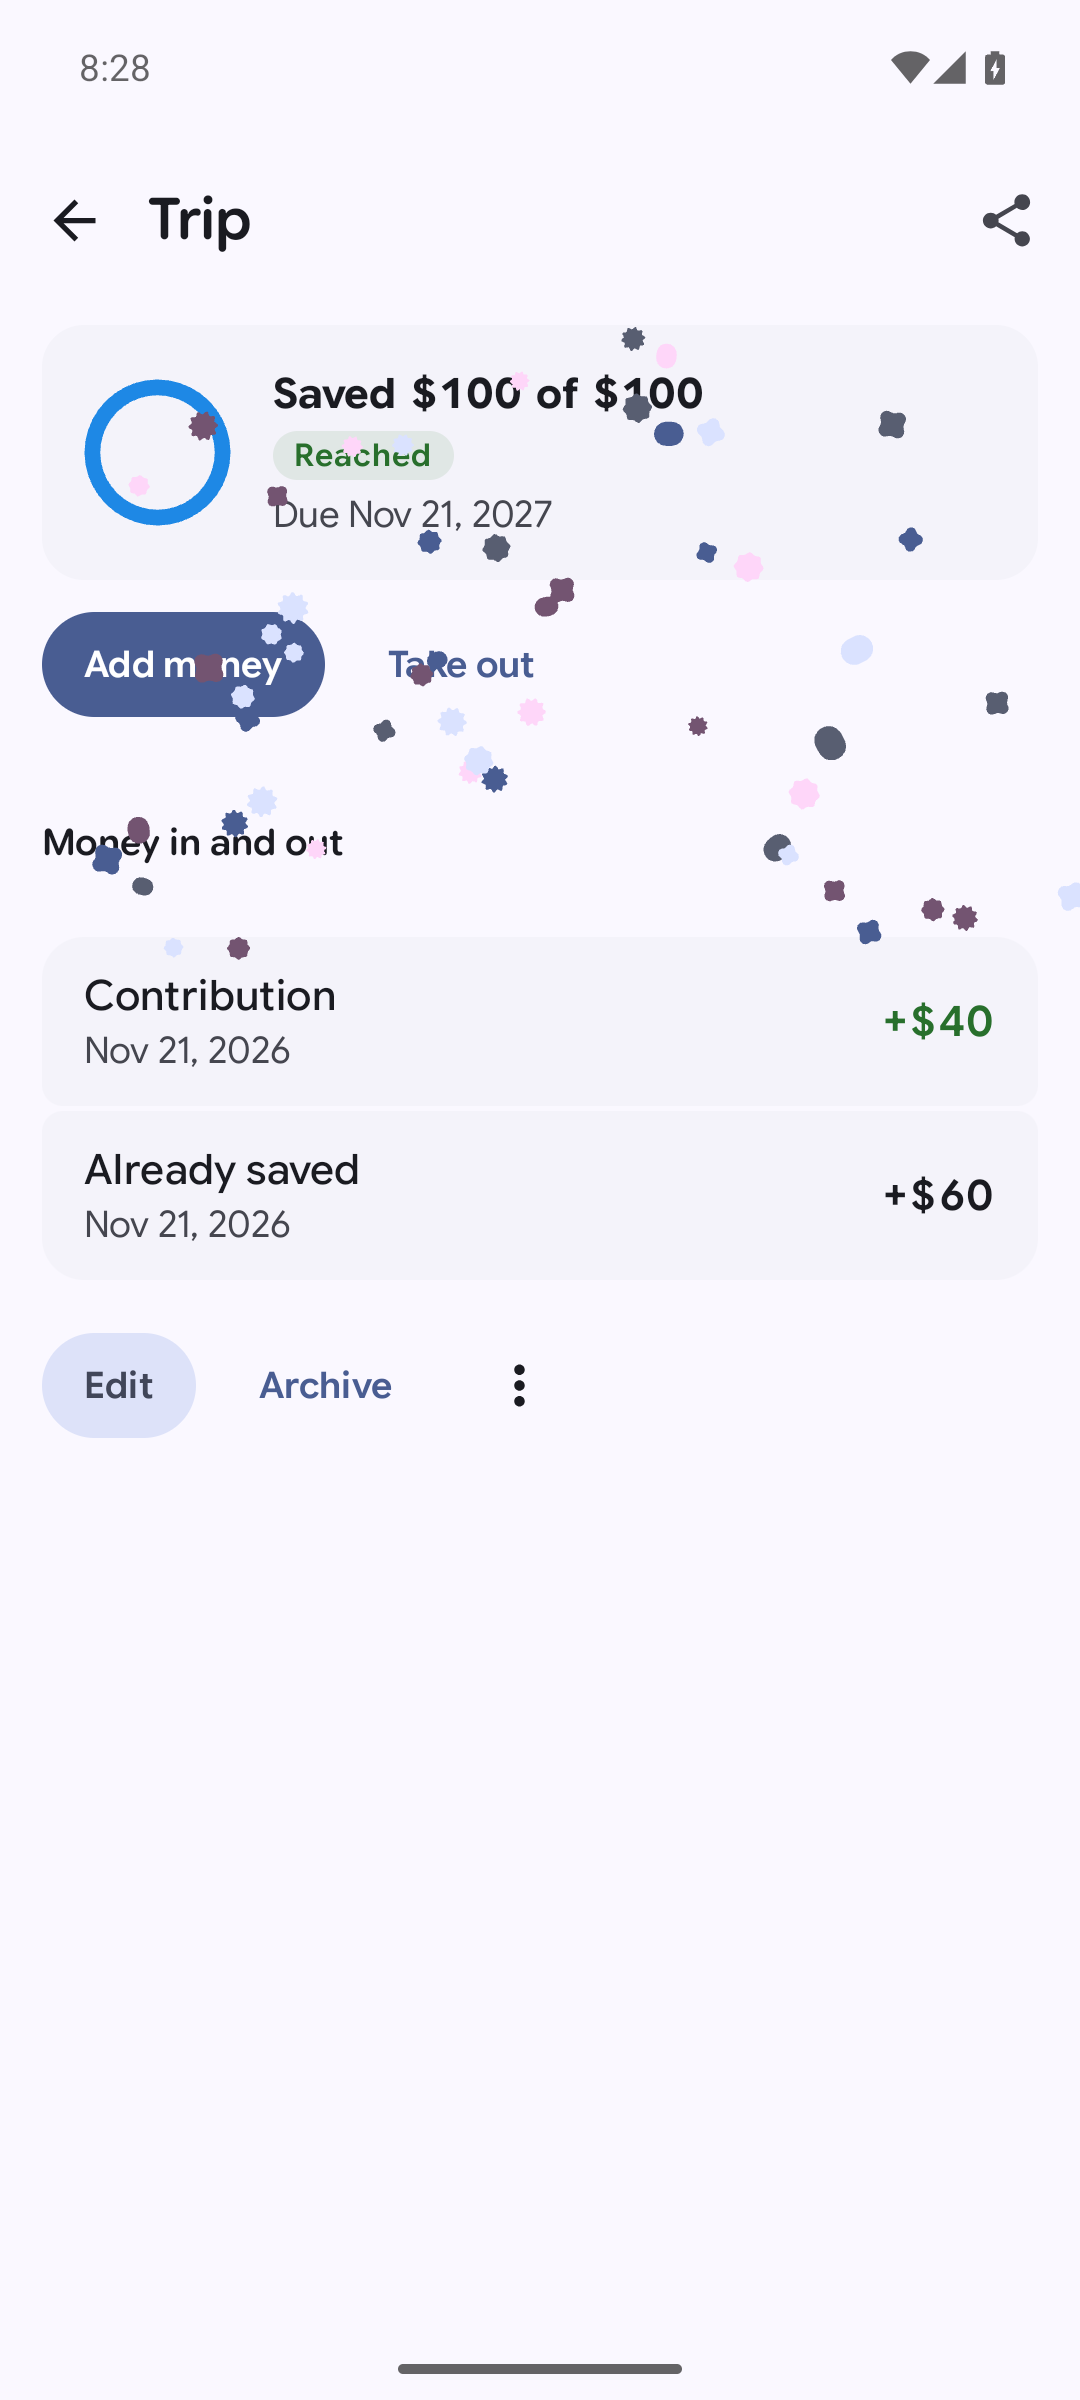 8:28
Trip
Saved $100 of $100
Reached
Due Nov 21, 2027
Add money
Take out
Money in and out
Contribution
Nov 21, 2026
+$40
Already saved
Nov 21, 2026
+$60
Edit
Archive